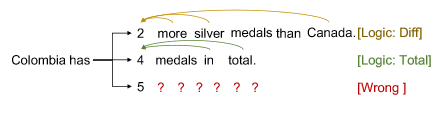 2 more silver medals than Canada. [Logic: Diff]
Colombia has 4 medals in total. [Logic: Total]
5 ? ? ? ? ? ? [Wrong ]